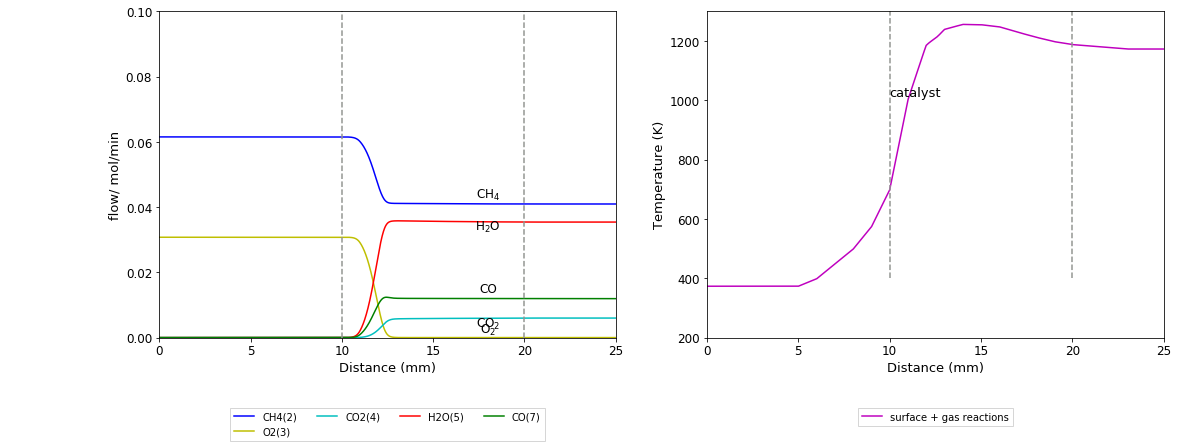 0.10
0.08
0.06
0.04
0.02
0.00
flow/ mol/min
CH₄
H₂O
CO
CO₂
O₂
0 5 10 15 20 25
Distance (mm)
CH4(2) CO2(4) H2O(5) CO(7)
O2(3)
1200
1000
800
600
400
200
Temperature (K)
catalyst
0 5 10 15 20 25
Distance (mm)
surface + gas reactions